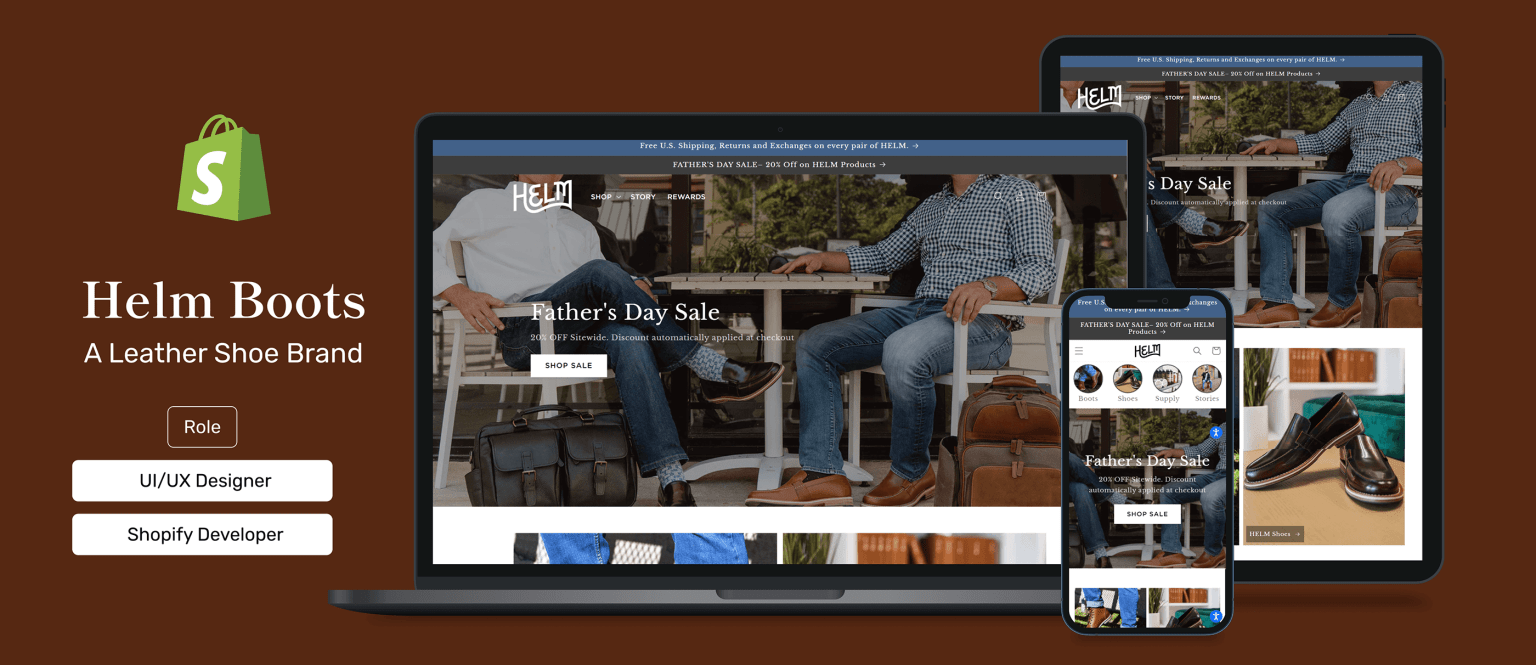 Helm Boots
A Leather Shoe Brand
Role
UI/UX Designer
Shopify Developer
Free U.S. Shipping, Returns and Exchanges on every pair of HELM. →
FATHER'S DAY SALE– 20% Off on HELM Products →
HELM
SHOP STORY REWARDS
Father's Day Sale
20% OFF Sitewide. Discount automatically applied at checkout
SHOP SALE
Free U.S. Shipping, Returns and Exchanges on every pair of HELM. →
FATHER'S DAY SALE– 20% Off on HELM Products →
HELM
SHOP STORY REWARDS
s Day Sale
. Discount automatically applied at checkout
HELM Shoes →
Free U.S. changes
on every pair of HELM. →
FATHER'S DAY SALE– 20% Off on HELM
Products →
HELM
Boots Shoes Supply Stories
Father's Day Sale
20% OFF Sitewide. Discount
automatically applied at checkout
SHOP SALE